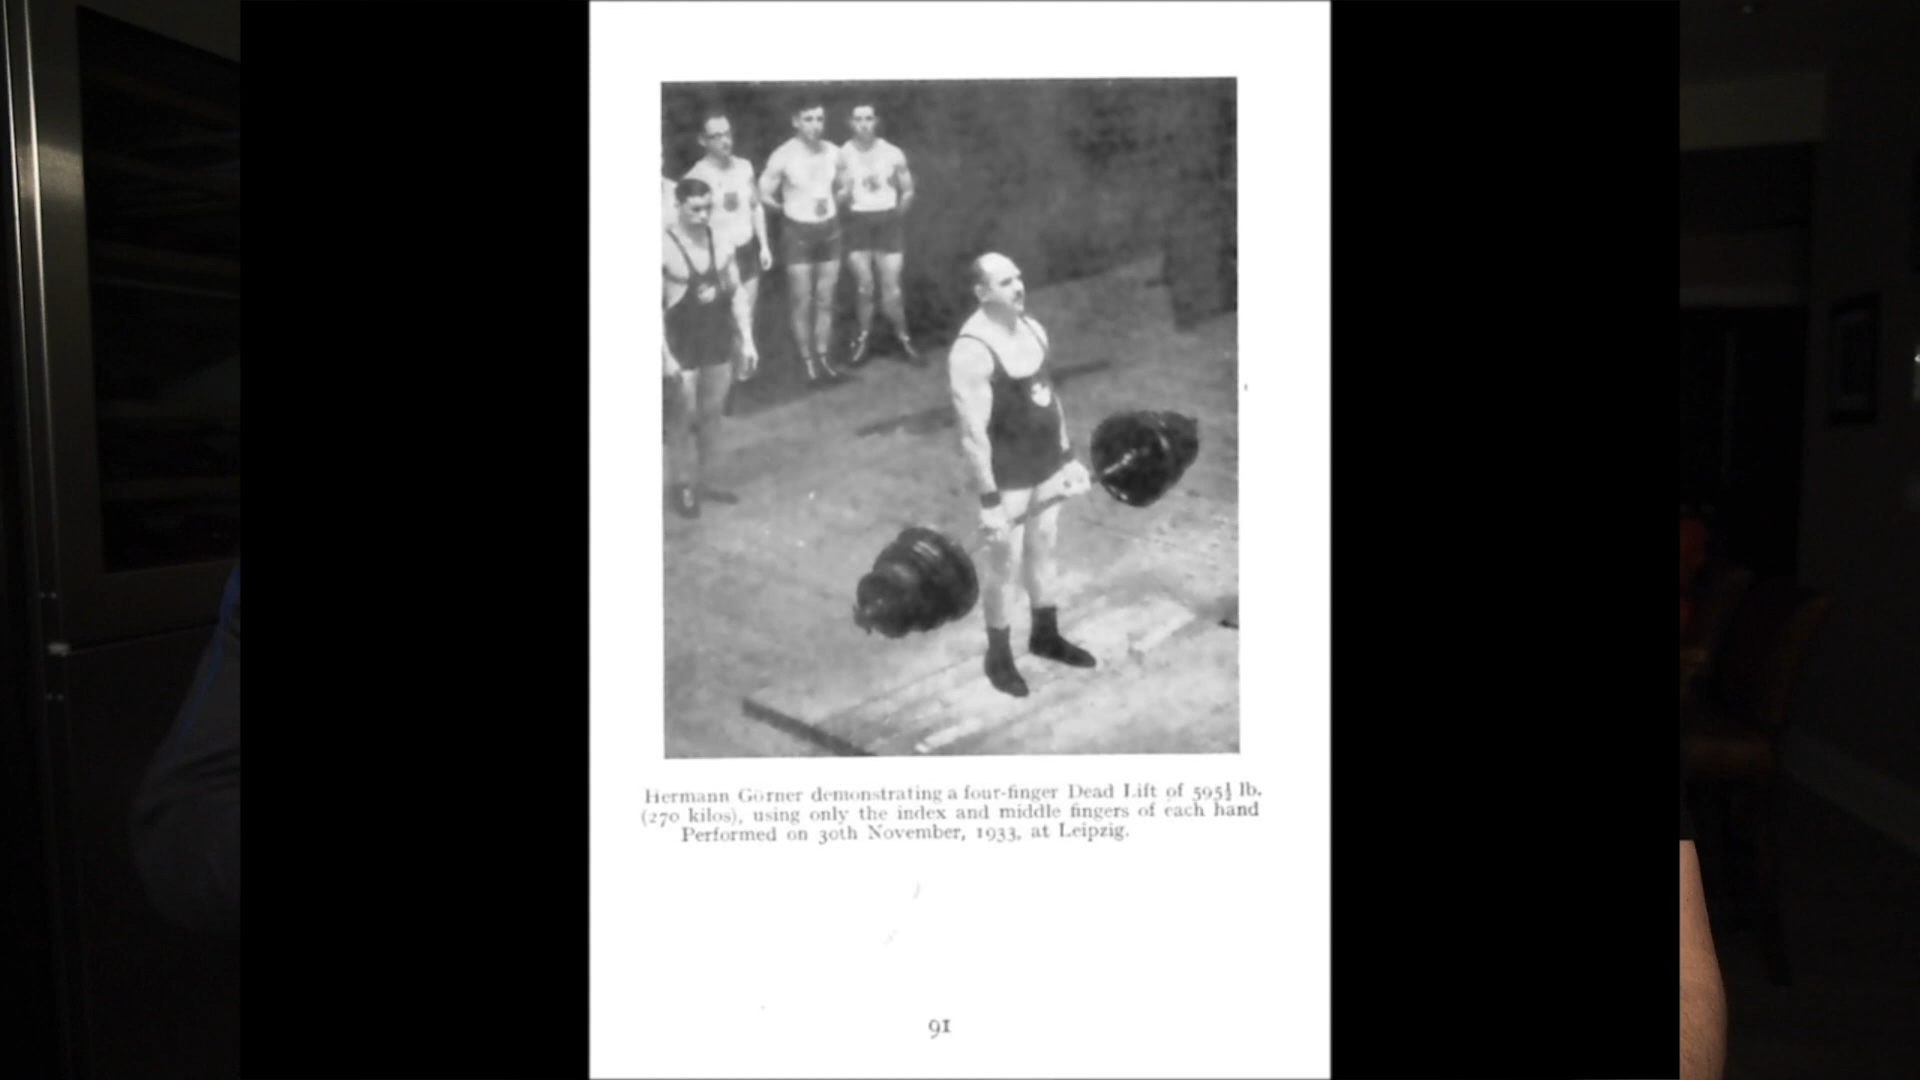 Hermann Görner demonstrating a four-finger Dead Lift of 595½ lb.
(270 kilos), using only the index and middle fingers of each hand
Performed on 30th November, 1933, at Leipzig.
91